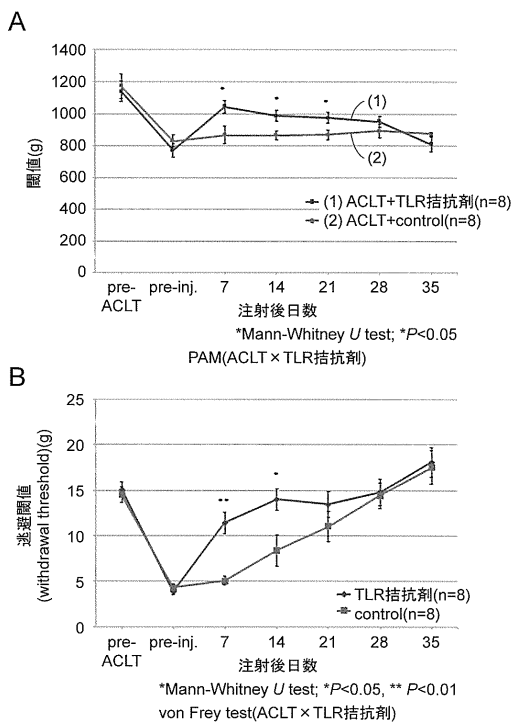 A
1400
1200
1000
800
600
400
200
0
閾値(g)
* * *
(1)
(2)
(1) ACLT+TLR拮抗剤(n=8)
(2) ACLT+control(n=8)
pre-ACLT pre-inj. 7 14 21 28 35
注射後日数
*Mann-Whitney U test; *P<0.05
PAM(ACLT×TLR拮抗剤)
B
25
20
15
10
5
0
逃避閾値
(withdrawal threshold)(g)
** *
TLR拮抗剤(n=8)
control(n=8)
pre-ACLT pre-inj. 7 14 21 28 35
注射後日数
*Mann-Whitney U test; *P<0.05, ** P<0.01
von Frey test(ACLT×TLR拮抗剤)